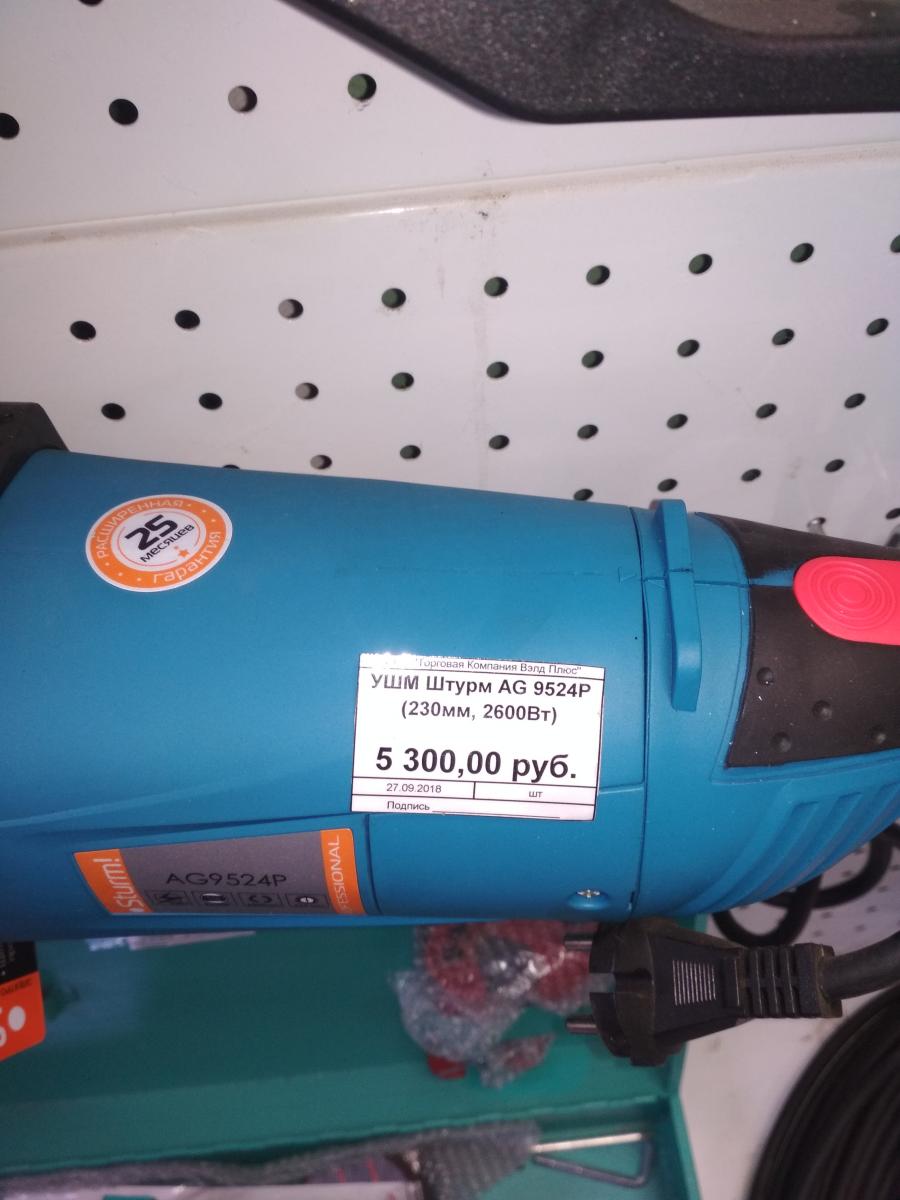 РАСШИРЕННАЯ
25
месяцев
гарантия
"Торговая Компания Вэлд Плюс"
УШМ Штурм AG 9524P
(230мм, 2600Вт)
5 300,00 руб.
27.09.2018 шт
Подпись
Sturm!
AG9524P